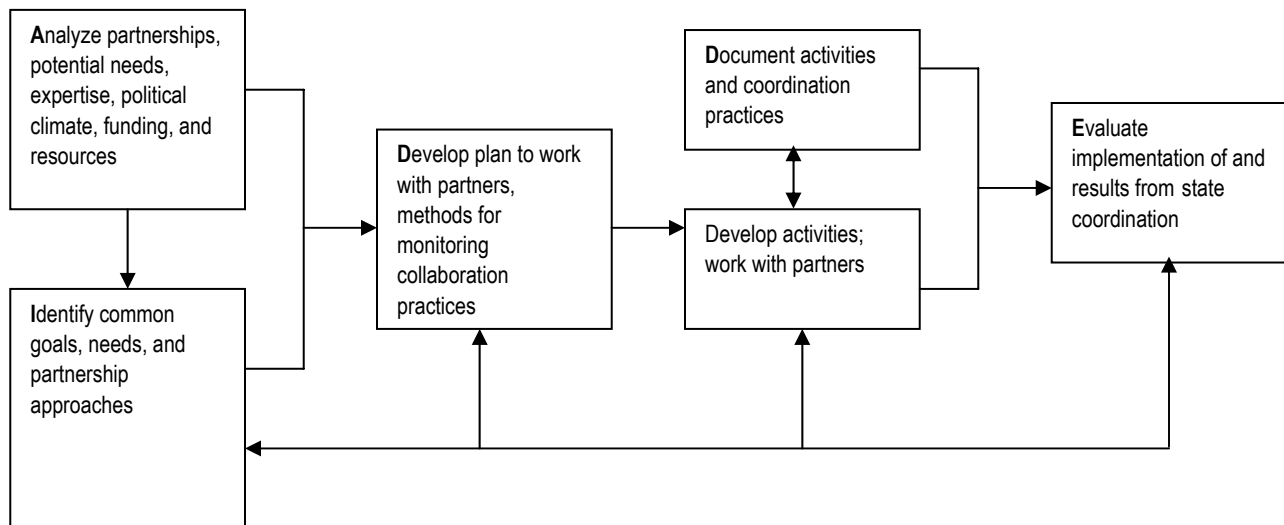 Analyze partnerships,
potential needs,
expertise, political
climate, funding, and
resources
Identify common
goals, needs, and
partnership
approaches
Develop plan to work
with partners,
methods for
monitoring
collaboration
practices
Document activities
and coordination
practices
Develop activities;
work with partners
Evaluate
implementation of and
results from state
coordination